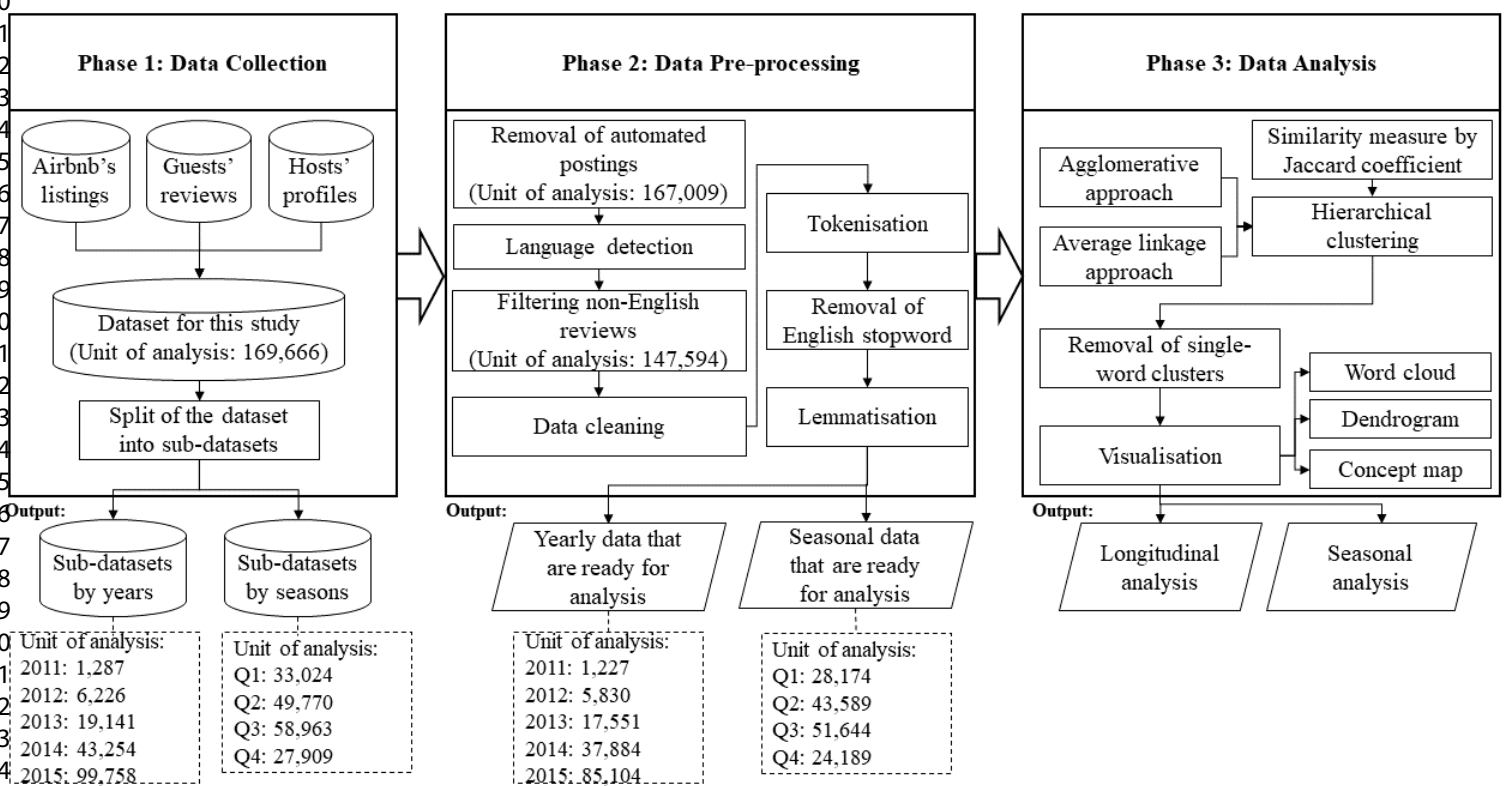 Phase 1: Data Collection
Airbnb's
listings
Guests'
reviews
Hosts'
profiles
Dataset for this study
(Unit of analysis: 169,666)
Split of the dataset
into sub-datasets
Output:
Sub-datasets
by years
Sub-datasets
by seasons
Unit of analysis:
2011: 1,287
2012: 6,226
2013: 19,141
2014: 43,254
2015: 99,758
Unit of analysis:
Q1: 33,024
Q2: 49,770
Q3: 58,963
Q4: 27,909
Phase 2: Data Pre-processing
Removal of automated
postings
(Unit of analysis: 167,009)
Language detection
Filtering non-English
reviews
(Unit of analysis: 147,594)
Data cleaning
Tokenisation
Removal of
English stopword
Lemmatisation
Output:
Yearly data that
are ready for
analysis
Seasonal data
that are ready
for analysis
Unit of analysis:
2011: 1,227
2012: 5,830
2013: 17,551
2014: 37,884
2015: 85,104
Unit of analysis:
Q1: 28,174
Q2: 43,589
Q3: 51,644
Q4: 24,189
Phase 3: Data Analysis
Agglomerative
approach
Average linkage
approach
Similarity measure by
Jaccard coefficient
Hierarchical
clustering
Removal of single-
word clusters
Visualisation
Word cloud
Dendrogram
Concept map
Output:
Longitudinal
analysis
Seasonal
analysis